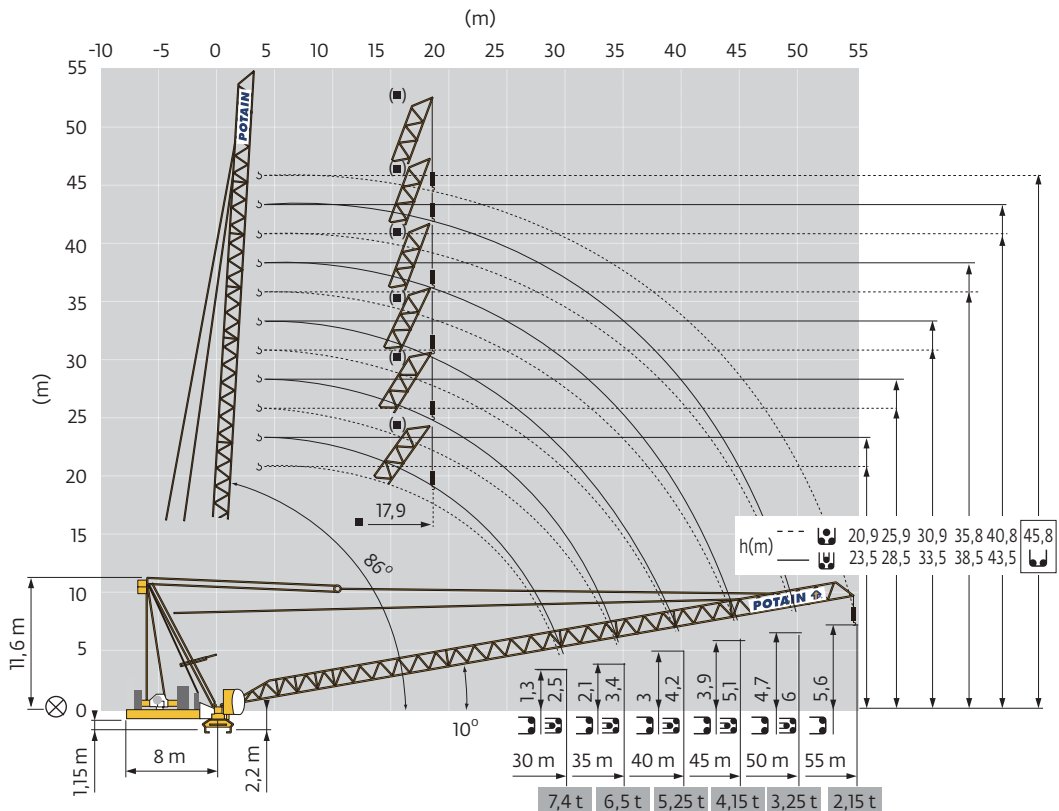 (m)
-10 -5 0 5 10 15 20 25 30 35 40 45 50 55
55
50
45
40
35
30
25
20
15
10
5
0
(m)
POTAIN
(■)
(■)
(■)
(■)
(■)
(■)
■ 17,9
86°
h(m)
20,9 25,9 30,9 35,8 40,8 45,8
23,5 28,5 33,5 38,5 43,5
POTAIN
11,6 m
1,15 m
8 m
2,2 m
10°
1,3 2,5 2,1 3,4 3 4,2 3,9 5,1 4,7 6 5,6
30 m 35 m 40 m 45 m 50 m 55 m
7,4 t 6,5 t 5,25 t 4,15 t 3,25 t 2,15 t